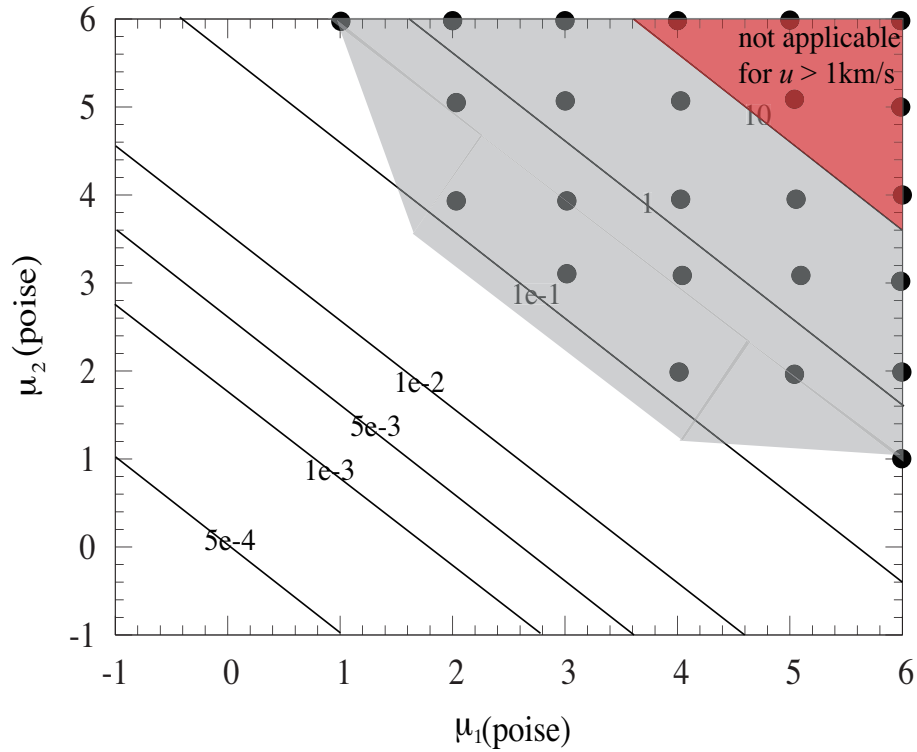 6
not applicable
for u > 1km/s
5
10
4
1
3
1e-1
μ2(poise)
2
1e-2
5e-3
1
1e-3
0
5e-4
-1
-1 0 1 2 3 4 5 6
μ1(poise)